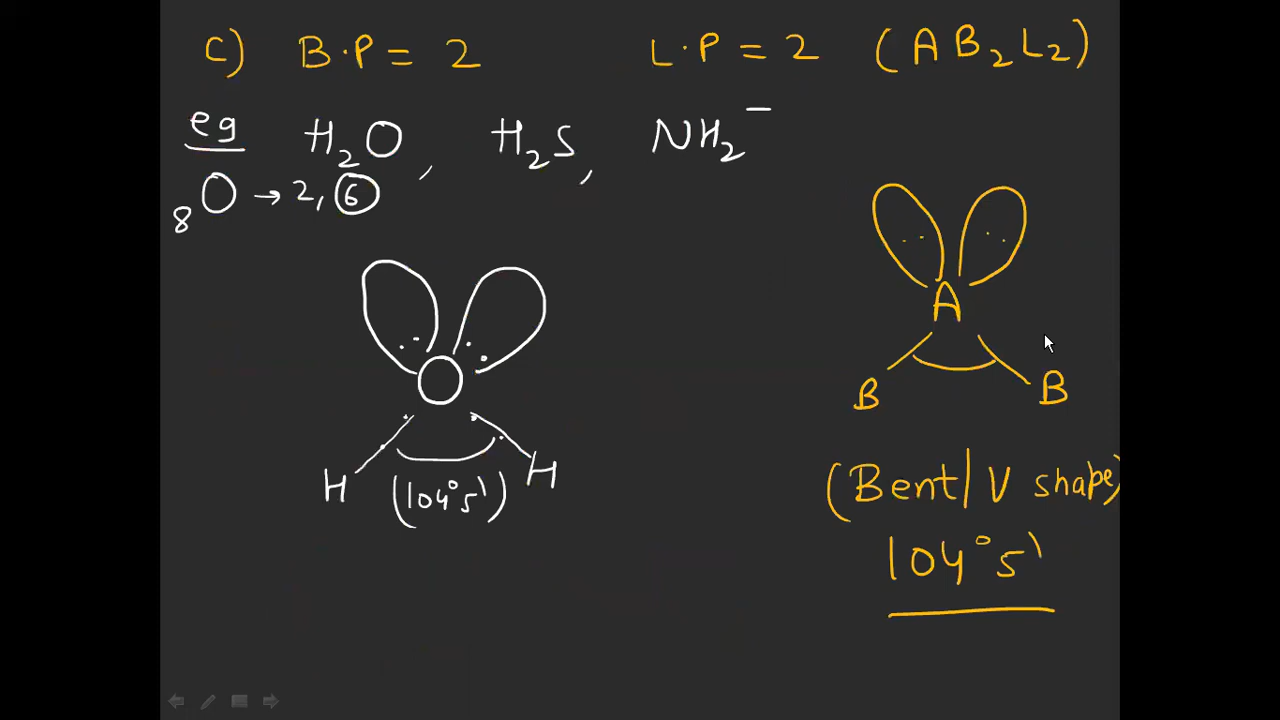 C) B.P = 2 L.P = 2 (AB₂L₂)
eg H₂O, H₂S, NH₂⁻
₈O → 2, 6
A
B B
O
H H
(104°5')
(Bent/V shape)
104°5'